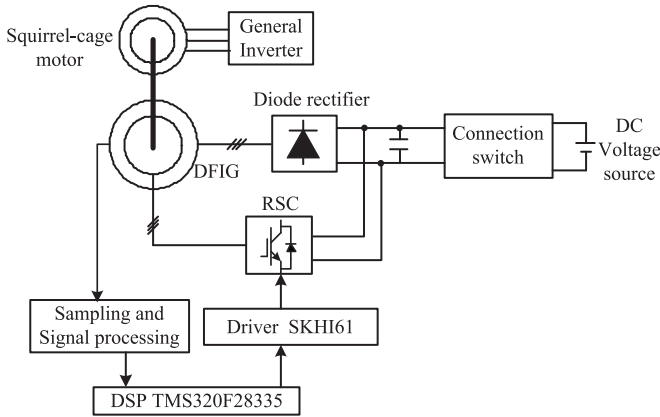 Squirrel-cage
motor
General
Inverter
Diode rectifier
Connection
switch
DC
Voltage
source
DFIG
RSC
Sampling and
Signal processing
Driver SKHI61
DSP TMS320F28335